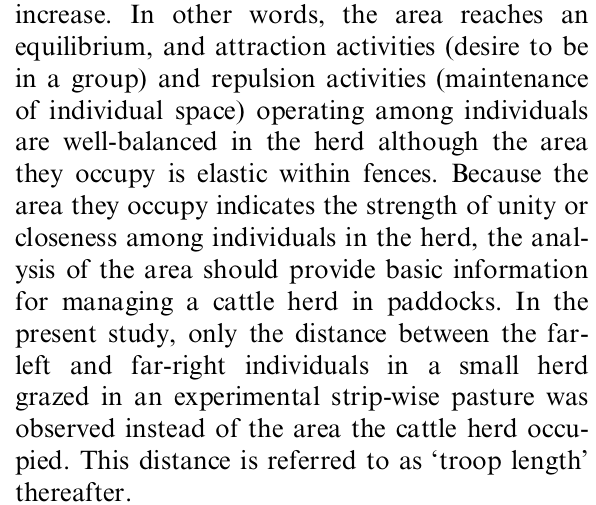 increase. In other words, the area reaches an
equilibrium, and attraction activities (desire to be
in a group) and repulsion activities (maintenance
of individual space) operating among individuals
are well-balanced in the herd although the area
they occupy is elastic within fences. Because the
area they occupy indicates the strength of unity or
closeness among individuals in the herd, the anal-
ysis of the area should provide basic information
for managing a cattle herd in paddocks. In the
present study, only the distance between the far-
left and far-right individuals in a small herd
grazed in an experimental strip-wise pasture was
observed instead of the area the cattle herd occu-
pied. This distance is referred to as ‘troop length’
thereafter.